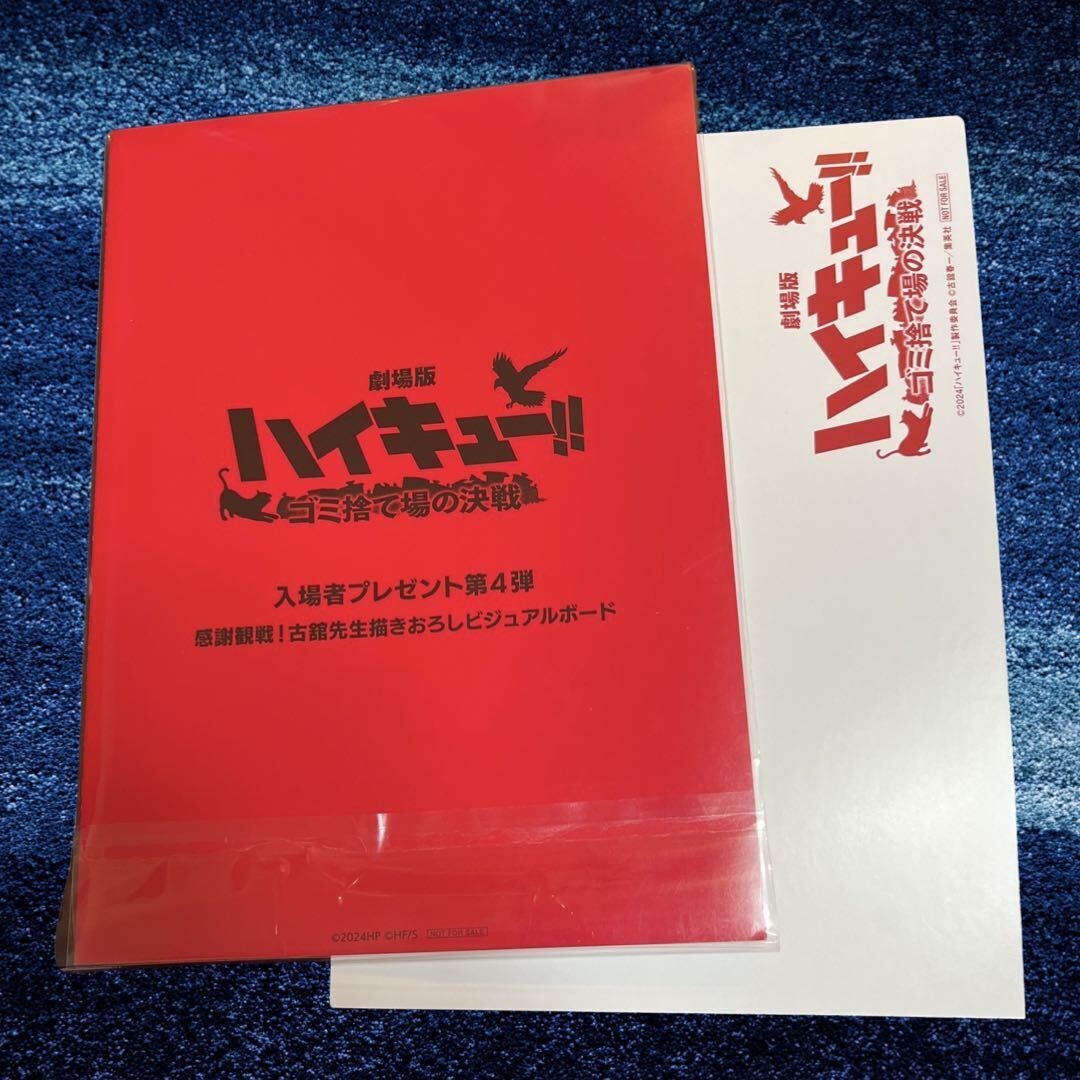 劇場版
ハイキュー!!
ゴミ捨て場の決戦
入場者プレゼント第4弾
感謝観戦!古舘先生描きおろしビジュアルボード
©2024HP ©HF/S NOT FOR SALE
劇場版
ハイキュー!!
ゴミ捨て場の決戦
©2024「ハイキュー!!」製作委員会 ©古舘春一/集英社 NOT FOR SALE